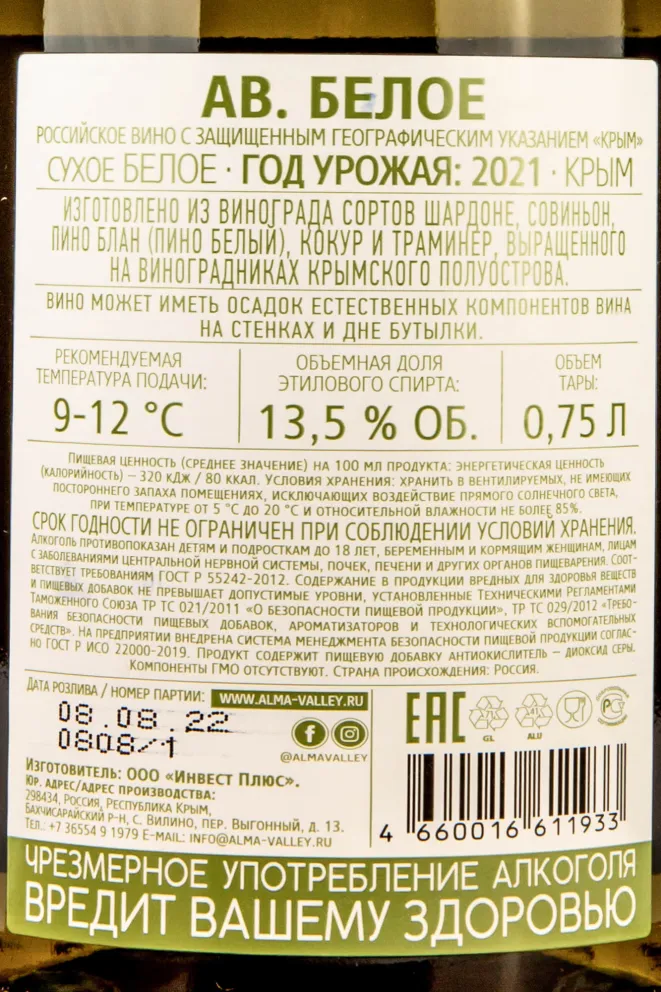 АВ. БЕЛОЕ
РОССИЙСКОЕ ВИНО С ЗАЩИЩЕННЫМ ГЕОГРАФИЧЕСКИМ УКАЗАНИЕМ «КРЫМ»
СУХОЕ БЕЛОЕ · ГОД УРОЖАЯ: 2021 · КРЫМ
ИЗГОТОВЛЕНО ИЗ ВИНОГРАДА СОРТОВ ШАРДОНЕ, СОВИНЬОН,
ПИНО БЛАН (ПИНО БЕЛЫЙ), КОКУР И ТРАМИНЕР, ВЫРАЩЕННОГО
НА ВИНОГРАДНИКАХ КРЫМСКОГО ПОЛУОСТРОВА.
ВИНО МОЖЕТ ИМЕТЬ ОСАДОК ЕСТЕСТВЕННЫХ КОМПОНЕНТОВ ВИНА
НА СТЕНКАХ И ДНЕ БУТЫЛКИ.
РЕКОМЕНДУЕМАЯ
ТЕМПЕРАТУРА ПОДАЧИ:
9-12 °С
ОБЪЕМНАЯ ДОЛЯ
ЭТИЛОВОГО СПИРТА:
13,5 % ОБ.
ОБЪЕМ
ТАРЫ:
0,75 Л
ПИЩЕВАЯ ЦЕННОСТЬ (СРЕДНЕЕ ЗНАЧЕНИЕ) НА 100 МЛ ПРОДУКТА: ЭНЕРГЕТИЧЕСКАЯ ЦЕННОСТЬ
(КАЛОРИЙНОСТЬ) – 320 КДЖ / 80 ККАЛ. УСЛОВИЯ ХРАНЕНИЯ: ХРАНИТЬ В ВЕНТИЛИРУЕМЫХ, НЕ ИМЕЮЩИХ
ПОСТОРОННЕГО ЗАПАХА ПОМЕЩЕНИЯХ, ИСКЛЮЧАЮЩИХ ВОЗДЕЙСТВИЕ ПРЯМОГО СОЛНЕЧНОГО СВЕТА,
ПРИ ТЕМПЕРАТУРЕ ОТ 5 °С ДО 20 °С И ОТНОСИТЕЛЬНОЙ ВЛАЖНОСТИ НЕ БОЛЕЕ 85%.
СРОК ГОДНОСТИ НЕ ОГРАНИЧЕН ПРИ СОБЛЮДЕНИИ УСЛОВИЙ ХРАНЕНИЯ.
АЛКОГОЛЬ ПРОТИВОПОКАЗАН ДЕТЯМ И ПОДРОСТКАМ ДО 18 ЛЕТ, БЕРЕМЕННЫМ И КОРМЯЩИМ ЖЕНЩИНАМ, ЛИЦАМ
С ЗАБОЛЕВАНИЯМИ ЦЕНТРАЛЬНОЙ НЕРВНОЙ СИСТЕМЫ, ПОЧЕК, ПЕЧЕНИ И ДРУГИХ ОРГАНОВ ПИЩЕВАРЕНИЯ. СООТ-
ВЕТСТВУЕТ ТРЕБОВАНИЯМ ГОСТ Р 55242-2012. СОДЕРЖАНИЕ В ПРОДУКЦИИ ВРЕДНЫХ ДЛЯ ЗДОРОВЬЯ ВЕЩЕСТВ
И ПИЩЕВЫХ ДОБАВОК НЕ ПРЕВЫШАЕТ ДОПУСТИМЫЕ УРОВНИ, УСТАНОВЛЕННЫЕ ТЕХНИЧЕСКИМИ РЕГЛАМЕНТАМИ
ТАМОЖЕННОГО СОЮЗА ТР ТС 021/2011 «О БЕЗОПАСНОСТИ ПИЩЕВОЙ ПРОДУКЦИИ», ТР ТС 029/2012 «ТРЕБО-
ВАНИЯ БЕЗОПАСНОСТИ ПИЩЕВЫХ ДОБАВОК, АРОМАТИЗАТОРОВ И ТЕХНОЛОГИЧЕСКИХ ВСПОМОГАТЕЛЬНЫХ
СРЕДСТВ». НА ПРЕДПРИЯТИИ ВНЕДРЕНА СИСТЕМА МЕНЕДЖМЕНТА БЕЗОПАСНОСТИ ПИЩЕВОЙ ПРОДУКЦИИ СОГЛАС-
НО ГОСТ Р ИСО 22000-2019. ПРОДУКТ СОДЕРЖИТ ПИЩЕВУЮ ДОБАВКУ АНТИОКИСЛИТЕЛЬ – ДИОКСИД СЕРЫ.
КОМПОНЕНТЫ ГМО ОТСУТСТВУЮТ. СТРАНА ПРОИСХОЖДЕНИЯ: РОССИЯ.
ДАТА РОЗЛИВА / НОМЕР ПАРТИИ:
08.08.22
0808/1
WWW.ALMA-VALLEY.RU
@ALMAVALLEY
ИЗГОТОВИТЕЛЬ: ООО «ИНВЕСТ ПЛЮС».
ЮР. АДРЕС/АДРЕС ПРОИЗВОДСТВА:
298434, РОССИЯ, РЕСПУБЛИКА КРЫМ,
БАХЧИСАРАЙСКИЙ Р-Н, С. ВИЛИНО, ПЕР. ВЫГОННЫЙ, Д. 13.
ТЕЛ.: +7 36554 9 1979 E-MAIL: INFO@ALMA-VALLEY.RU
ЕАС
GL
41
ALU
4 660016 611933
ЧРЕЗМЕРНОЕ УПОТРЕБЛЕНИЕ АЛКОГОЛЯ
ВРЕДИТ ВАШЕМУ ЗДОРОВЬЮ